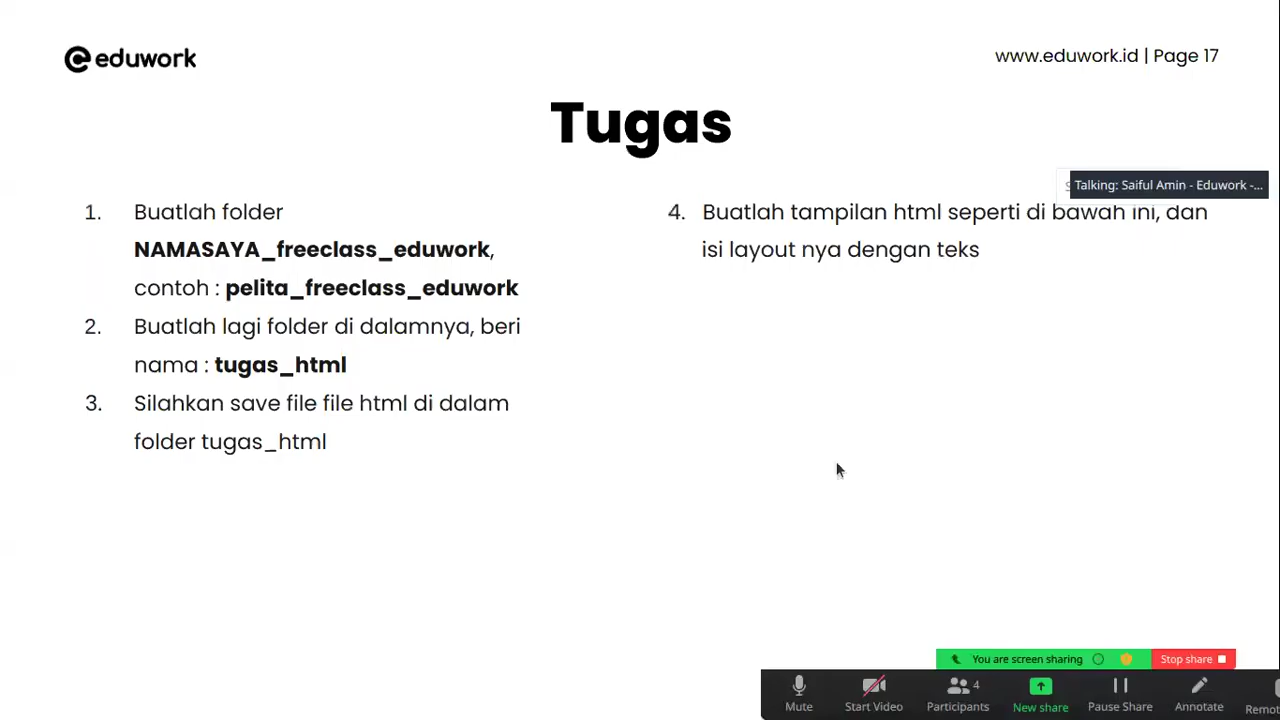 eduwork
www.eduwork.id | Page 17
Tugas
Talking: Saiful Amin - Eduwork -...
1. Buatlah folder
NAMASAYA_freeclass_eduwork,
contoh : pelita_freeclass_eduwork
2. Buatlah lagi folder di dalamnya, beri
nama : tugas_html
3. Silahkan save file file html di dalam
folder tugas_html
4. Buatlah tampilan html seperti di bawah ini, dan
isi layout nya dengan teks
You are screen sharing
Stop share
Mute
Start Video
Participants 4
New share
Pause Share
Annotate
Remot